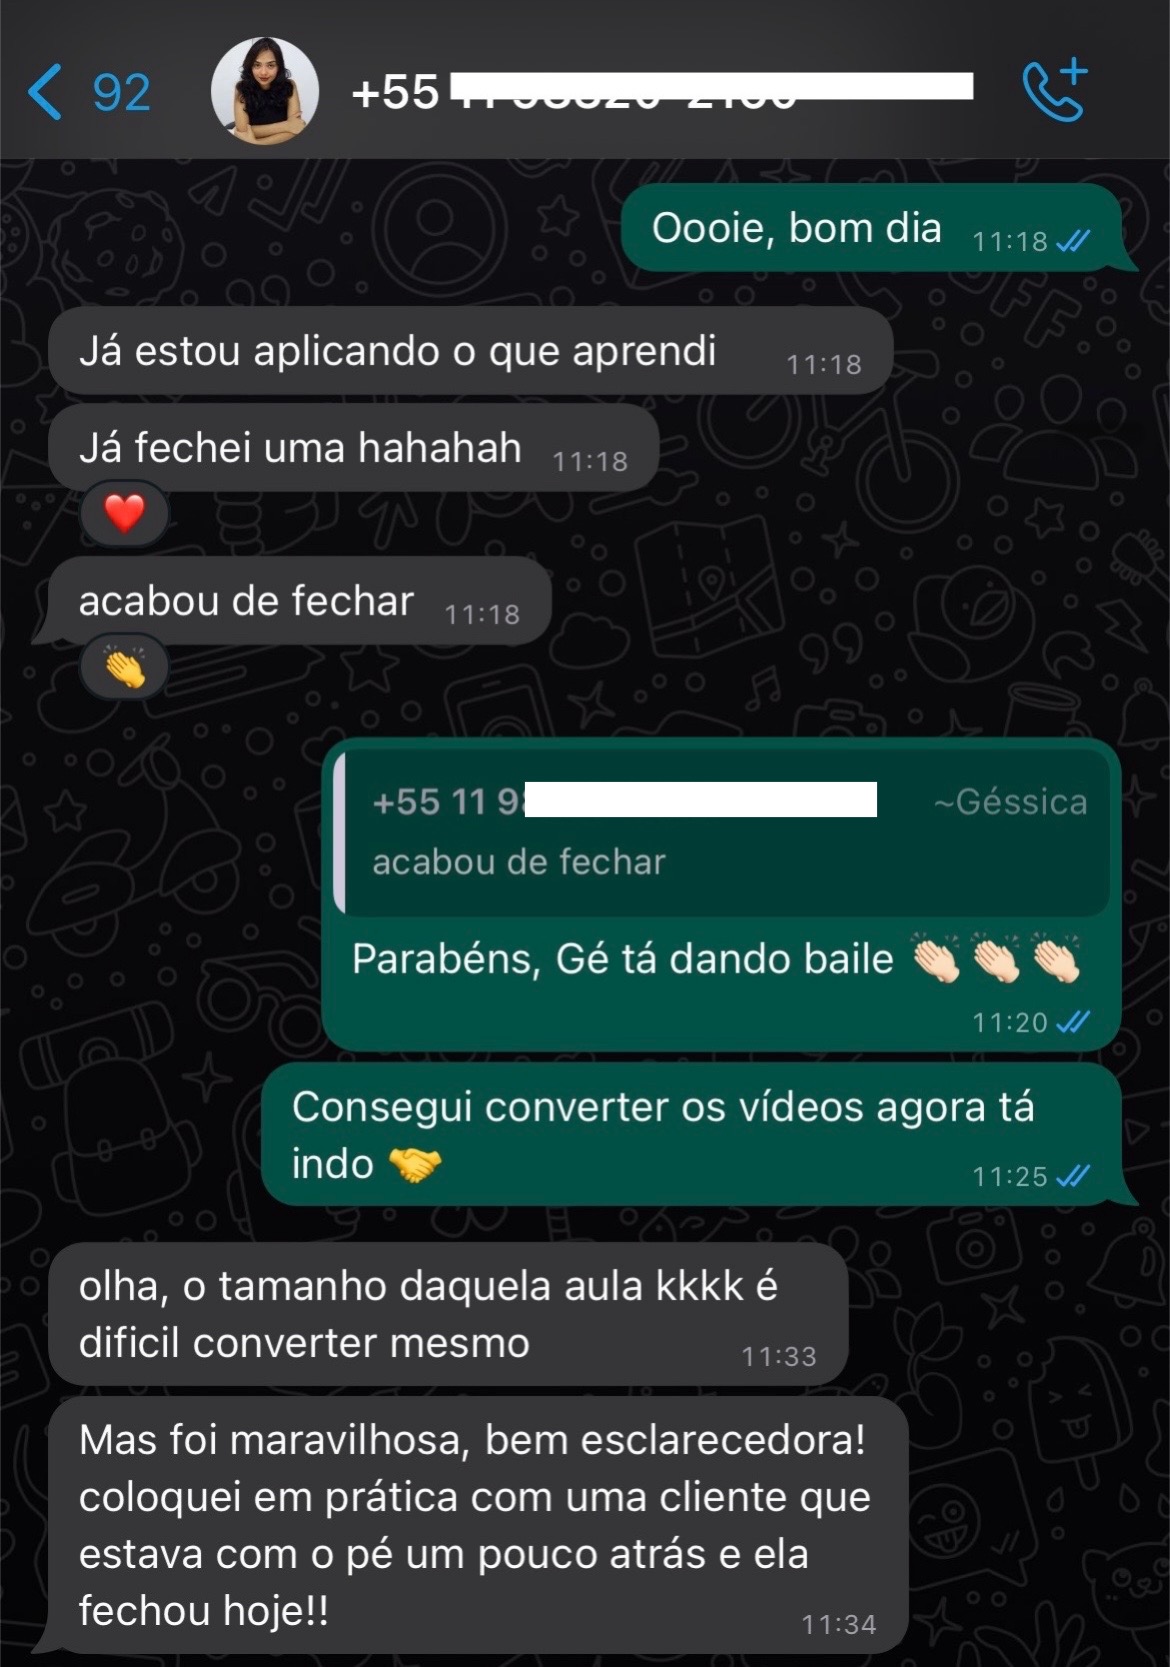 92
+55
Oooie, bom dia 11:18
Já estou aplicando o que aprendi 11:18
Já fechei uma hahahah 11:18
acabou de fechar 11:18
+55 11 9 ~Géssica
acabou de fechar
Parabéns, Gé tá dando baile
11:20
Consegui converter os vídeos agora tá
indo 11:25
olha, o tamanho daquela aula kkkk é
dificil converter mesmo 11:33
Mas foi maravilhosa, bem esclarecedora!
coloquei em prática com uma cliente que
estava com o pé um pouco atrás e ela
fechou hoje!! 11:34